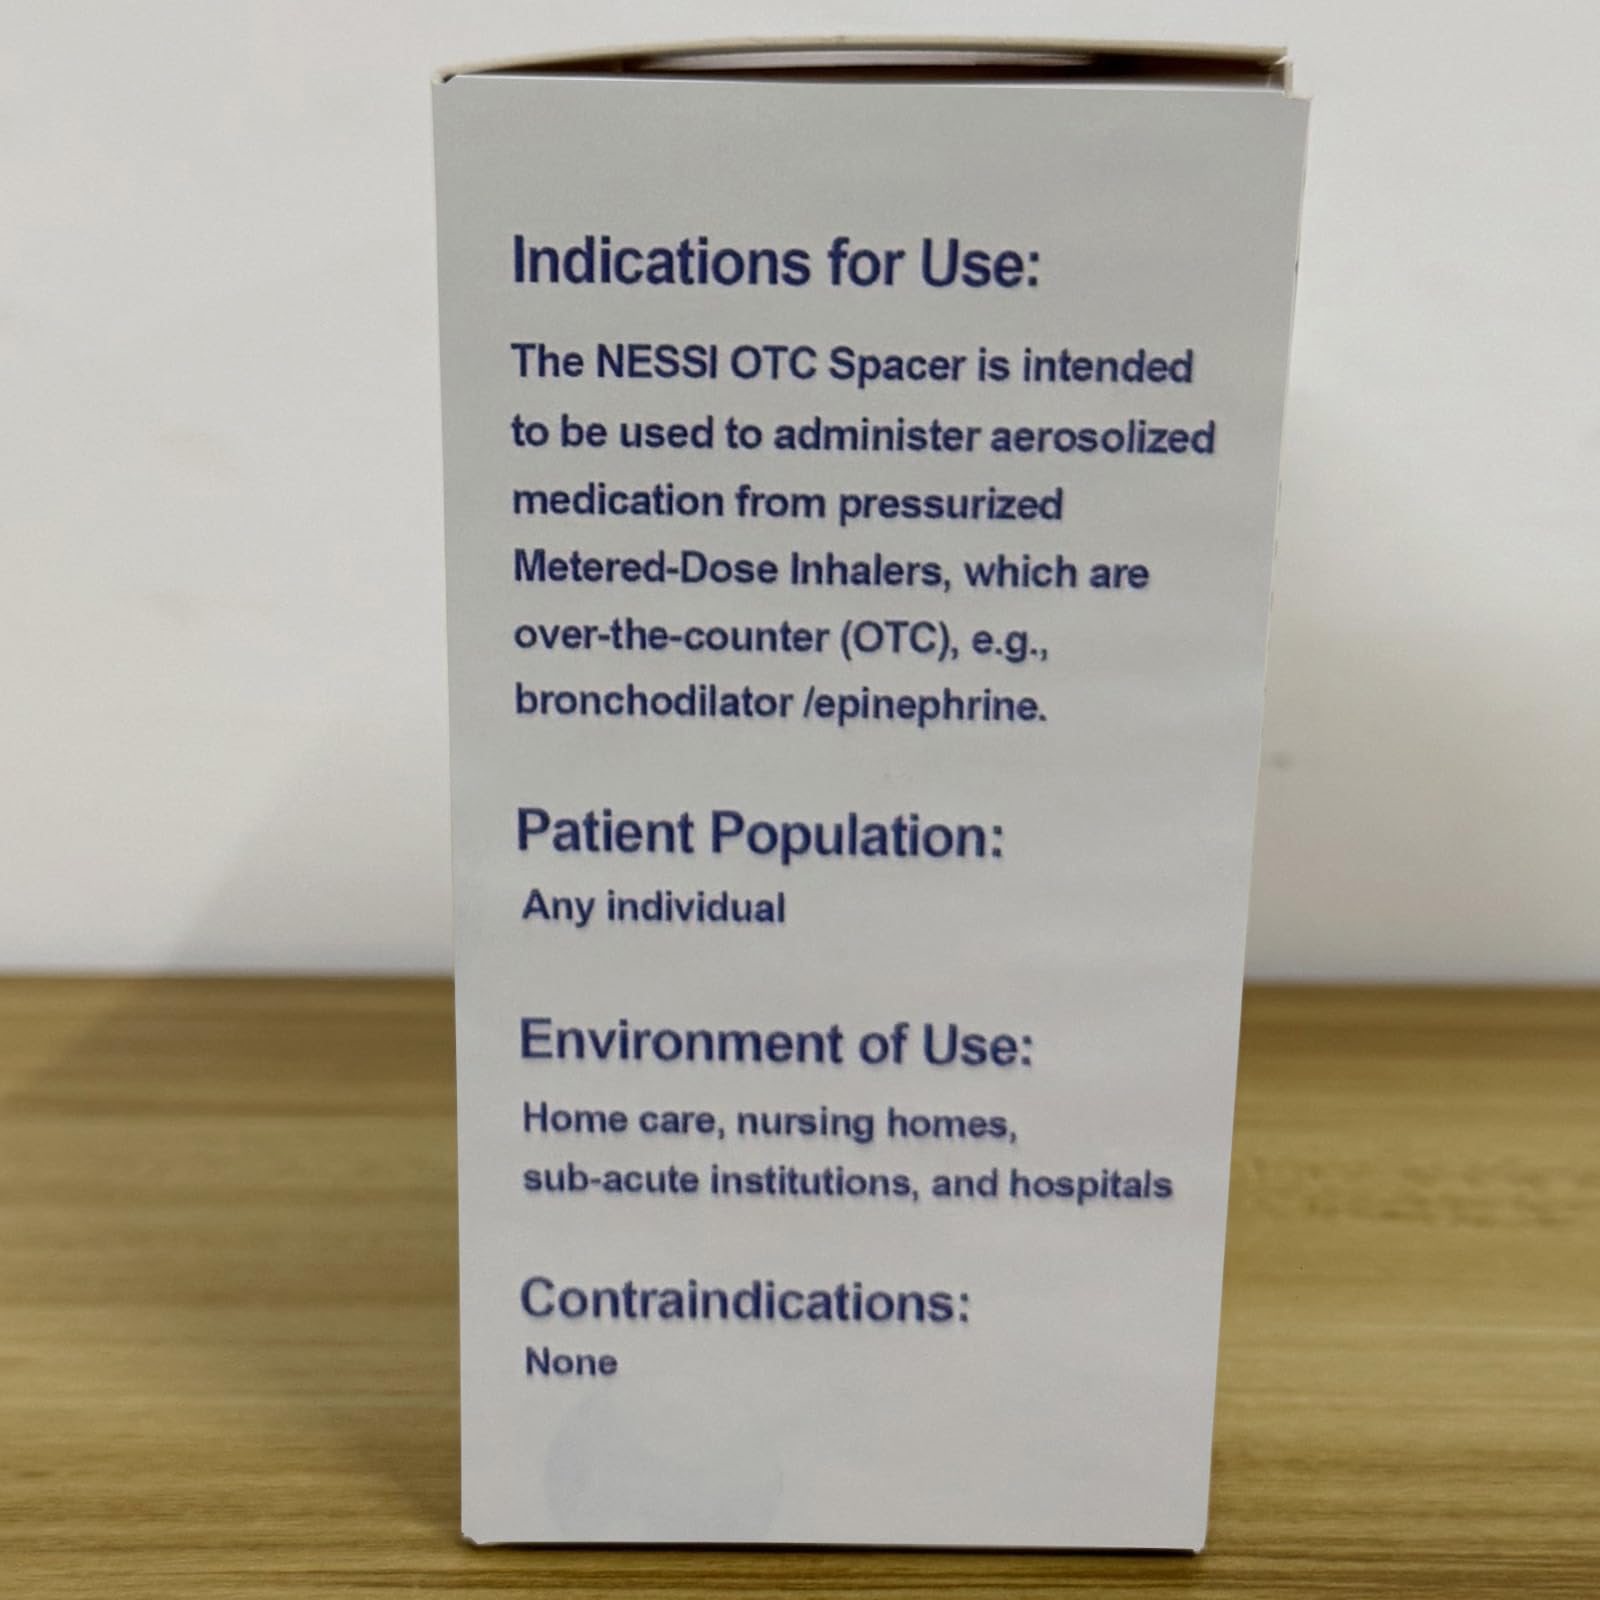 Indications for Use:
The NESSI OTC Spacer is intended
to be used to administer aerosolized
medication from pressurized
Metered-Dose Inhalers, which are
over-the-counter (OTC), e.g.,
bronchodilator /epinephrine.
Patient Population:
Any individual
Environment of Use:
Home care, nursing homes,
sub-acute institutions, and hospitals
Contraindications:
None